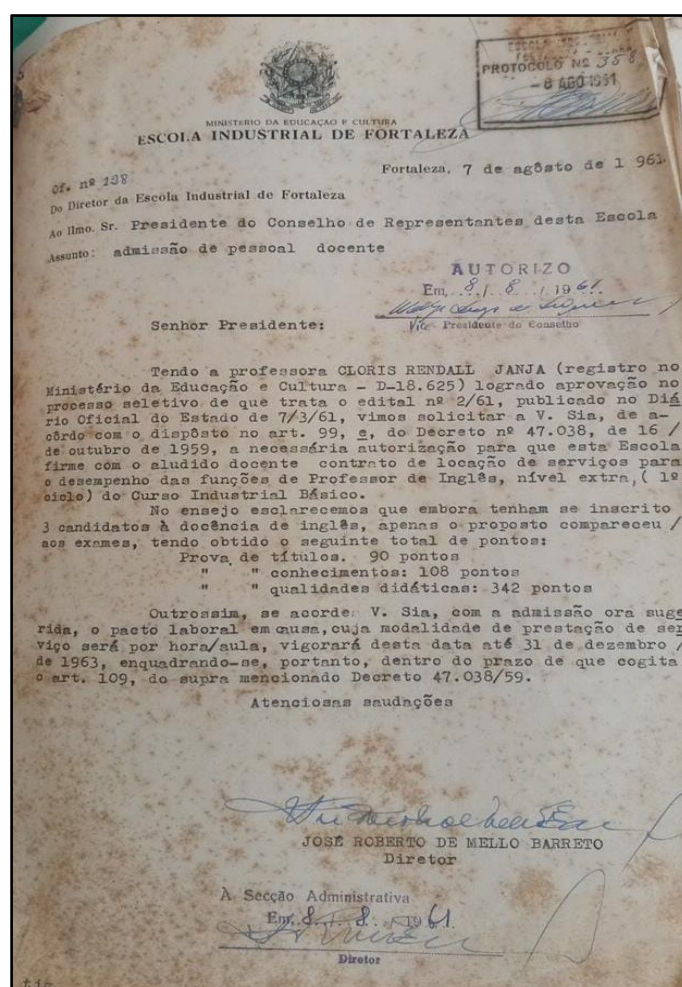 PROTOCOLO Nº 358
- 8 AGO 1961
MINISTÉRIO DA EDUCAÇÃO E CULTURA
ESCOLA INDUSTRIAL DE FORTALEZA
Fortaleza, 7 de agôsto de 1 961.
Of. nº 198
Do Diretor da Escola Industrial de Fortaleza
Ao Ilmo. Sr. Presidente do Conselho de Representantes desta Escola
Assunto: admissão de pessoal docente
AUTORIZO
Em, 8 / 8 / 19 61
Vice- Presidente do Conselho
Senhor Presidente:
Tendo a professora CLORIS RENDALL JANJA (registro no
Ministério da Educação e Cultura - D-18.625) logrado aprovação no
processo seletivo de que trata o edital nº 2/61, publicado no Diá
rio Oficial do Estado de 7/3/61, vimos solicitar a V. Sia, de a-
côrdo com o dispôsto no art. 99, e, do Decreto nº 47.038, de 16 /
de outubro de 1959, a necessária autorização para que esta Escola
firme com o aludido docente contrato de locação de serviços para
o desempenho das funções de Professor de Inglês, nível extra,( 1º
ciclo) do Curso Industrial Básico.
No ensejo esclarecemos que embora tenham se inscrito
3 candidatos à docência de inglês, apenas o proposto compareceu /
aos exames, tendo obtido o seguinte total de pontos:
Prova de títulos. 90 pontos
" " conhecimentos: 108 pontos
" " qualidades didáticas: 342 pontos
Outrossim, se acorde V. Sia, com a admissão ora suge
rida, o pacto laboral em causa,cuja modalidade de prestação de ser
viço será por hora/aula, vigorará desta data até 31 de dezembro /
de 1963, enquadrando-se, portanto, dentro do prazo de que cogita
o art. 109, do supra mencionado Decreto 47.038/59.
Atenciosas saudações
JOSÉ ROBERTO DE MELLO BARRETO
Diretor
À Secção Administrativa
Em, 8 / 8 / 1961
Diretor